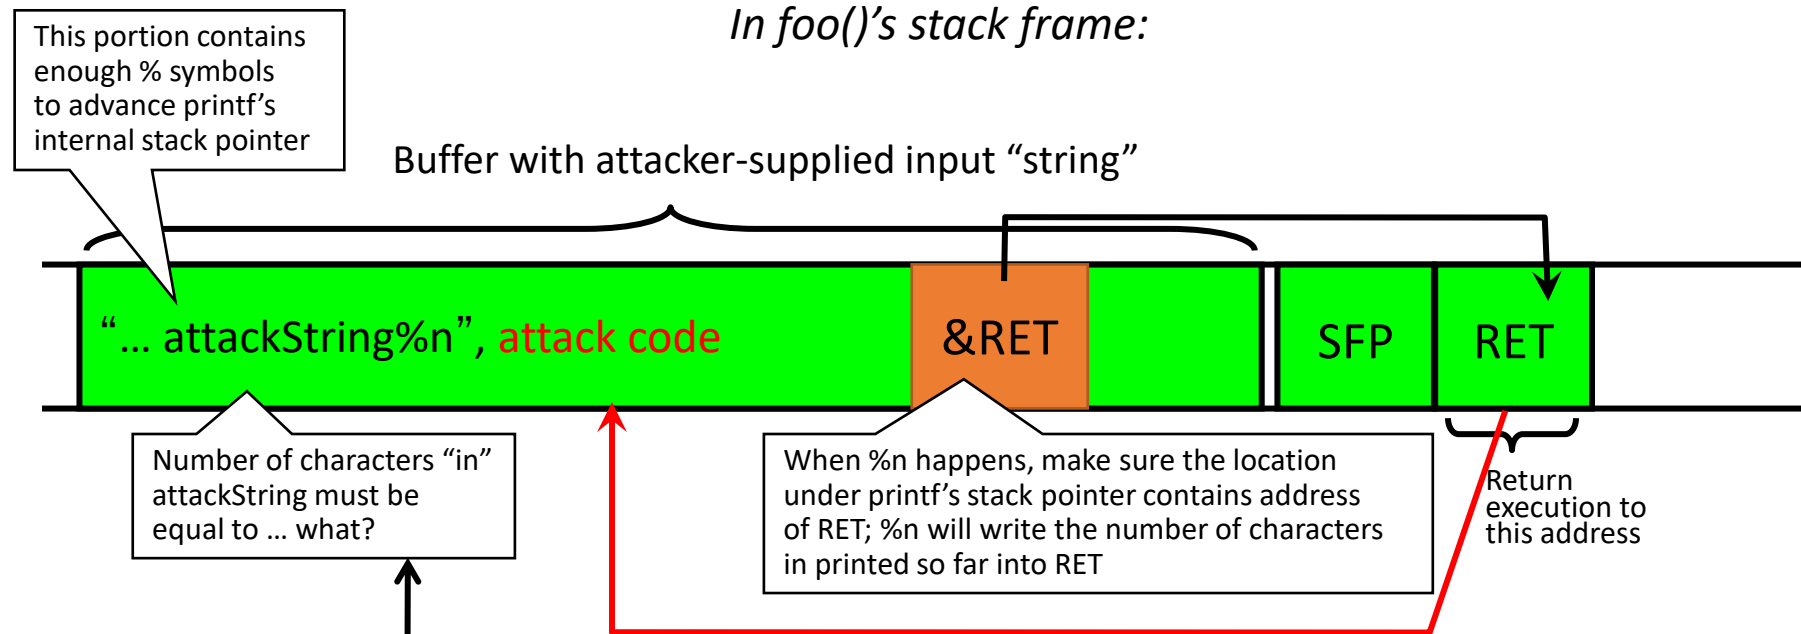 In foo()’s stack frame:
This portion contains
enough % symbols
to advance printf’s
internal stack pointer
Buffer with attacker-supplied input “string”
“… attackString%n”, attack code
&RET
SFP
RET
Number of characters “in”
attackString must be
equal to … what?
When %n happens, make sure the location
under printf’s stack pointer contains address
of RET; %n will write the number of characters
in printed so far into RET
Return
execution to
this address